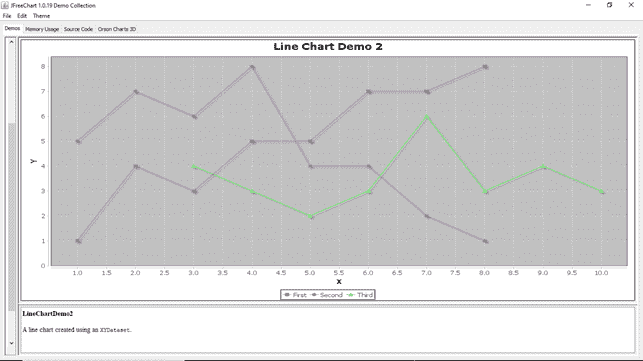 JFreeChart 1.0.19 Demo Collection
File Edit Theme
Demos Memory Usage Source Code Orson Charts 3D
Line Chart Demo 2
Y
8
7
6
5
4
3
2
1
0
1.0 1.5 2.0 2.5 3.0 3.5 4.0 4.5 5.0 5.5 6.0 6.5 7.0 7.5 8.0 8.5 9.0 9.5 10.0
X
First Second Third
LineChartDemo2
A line chart created using an XYDataset.